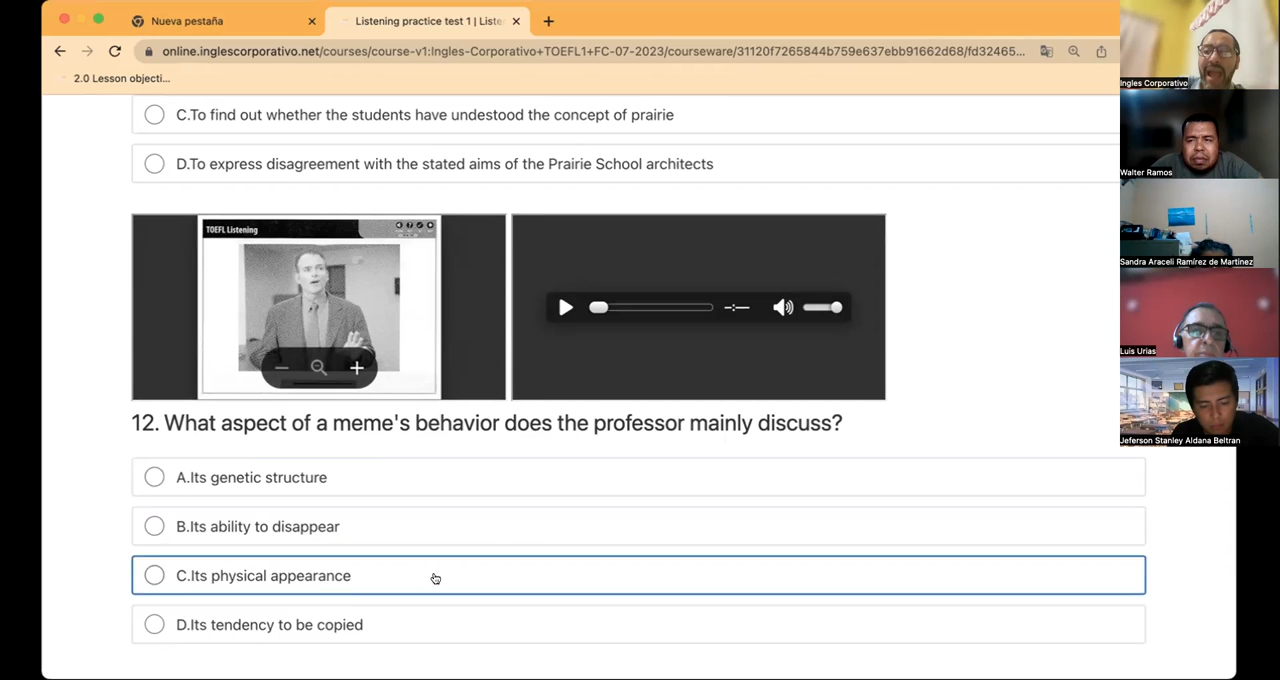 Nueva pestaña
Listening practice test 1 | Liste
online.inglescorporativo.net/courses/course-v1:Ingles-Corporativo+TOEFL1+FC-07-2023/courseware/31120f7265844b759e637ebb91662d68/fd32465...
2.0 Lesson objecti...
C.To find out whether the students have undestood the concept of prairie
D.To express disagreement with the stated aims of the Prairie School architects
TOEFL Listening
12. What aspect of a meme's behavior does the professor mainly discuss?
A.Its genetic structure
B.Its ability to disappear
C.Its physical appearance
D.Its tendency to be copied
Ingles Corporativo
Walter Ramos
Sandra Araceli Ramírez de Martinez
Luis Urias
Jeferson Stanley Aldana Beltran